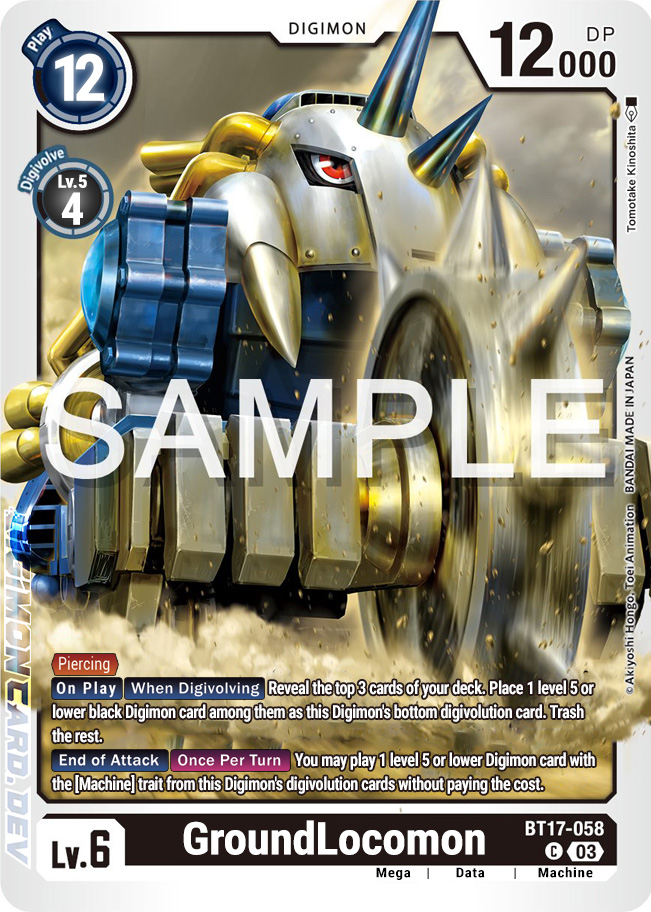 DIGIMON
Play
12
12000
DP
Digivolve
Lv.5
4
Tomotake Kinoshita
SAMPLE
©Akiyoshi Hongo, Toei Animation BANDAI MADE IN JAPAN
DIGIMON CARD.DEV
Piercing
On Play When Digivolving Reveal the top 3 cards of your deck. Place 1 level 5 or
lower black Digimon card among them as this Digimon's bottom digivolution card. Trash
the rest.
End of Attack Once Per Turn You may play 1 level 5 or lower Digimon card with
the [Machine] trait from this Digimon's digivolution cards without paying the cost.
Lv.6
GroundLocomon
BT17-058
C 03
Mega | Data | Machine